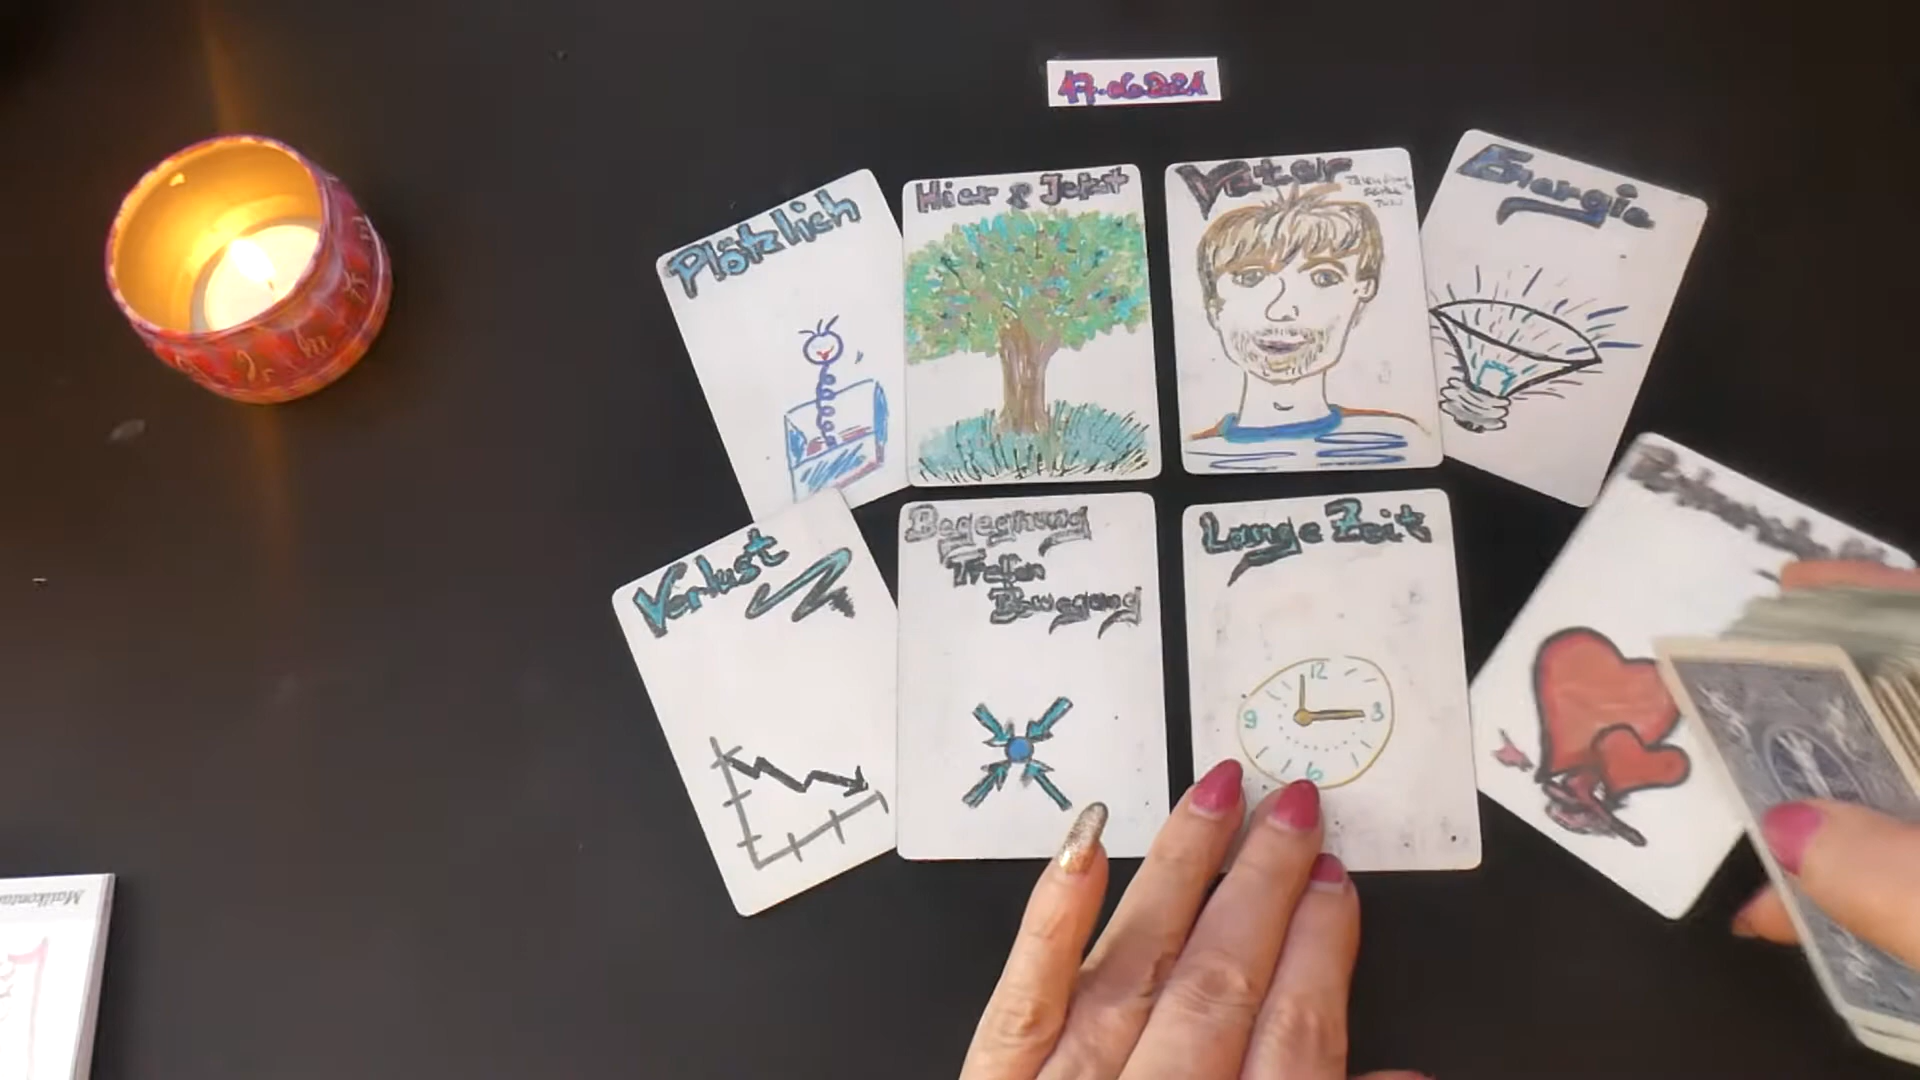 17.06.2021
Plötzlich
Hier & Jetzt
Vater
Energie
Verlust
Begegnung
Treffen
Bewegung
Lange Zeit
12
3
6
9